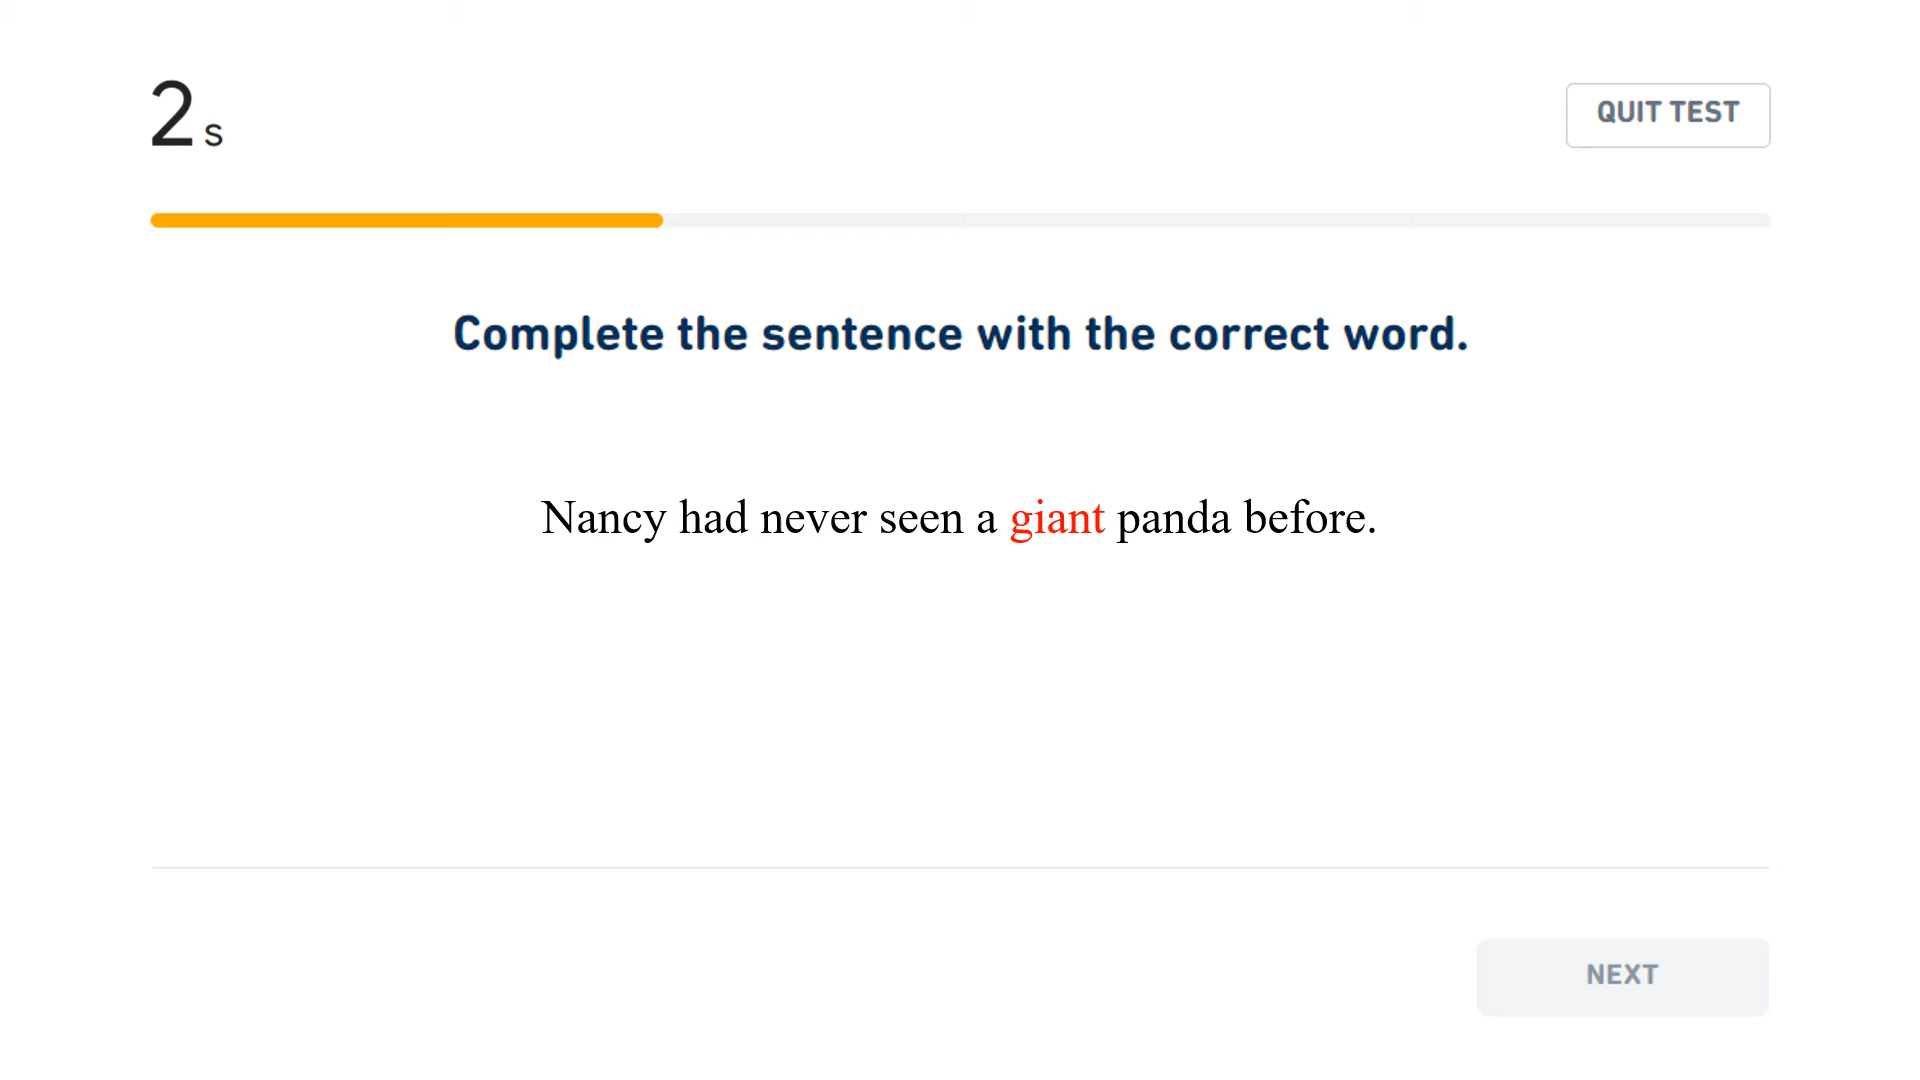 2 s
QUIT TEST
Complete the sentence with the correct word.
Nancy had never seen a giant panda before.
NEXT